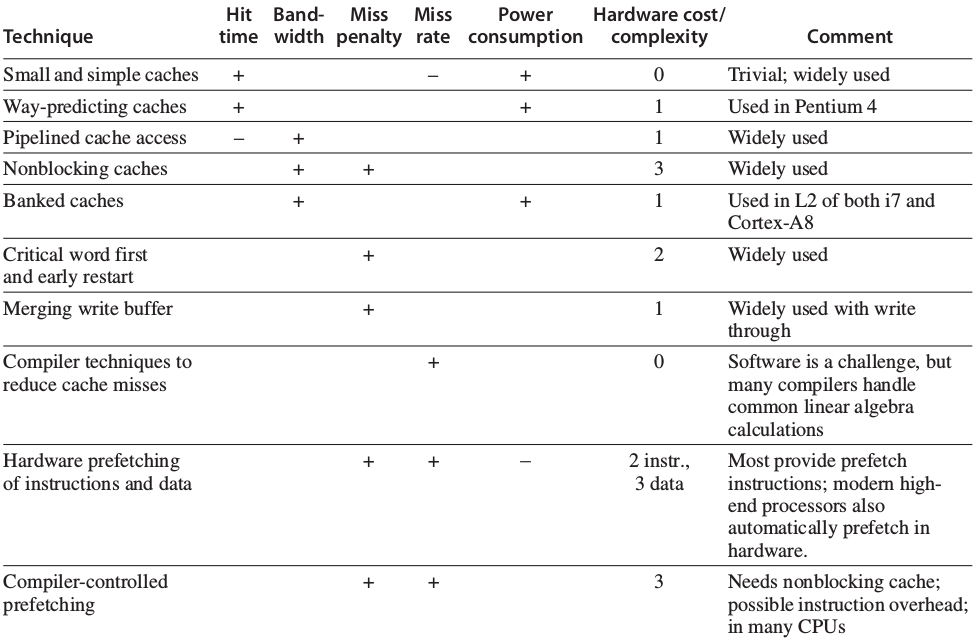 Technique Hit time Band-width Miss penalty Miss rate Power consumption Hardware cost/complexity Comment
Small and simple caches + – + 0 Trivial; widely used
Way-predicting caches + + 1 Used in Pentium 4
Pipelined cache access – + 1 Widely used
Nonblocking caches + + 3 Widely used
Banked caches + + 1 Used in L2 of both i7 and
Cortex-A8
Critical word first + 2 Widely used
and early restart
Merging write buffer + 1 Widely used with write
through
Compiler techniques to + 0 Software is a challenge, but
reduce cache misses many compilers handle
common linear algebra
calculations
Hardware prefetching + + – 2 instr., Most provide prefetch
of instructions and data 3 data instructions; modern high-
end processors also
automatically prefetch in
hardware.
Compiler-controlled + + 3 Needs nonblocking cache;
prefetching possible instruction overhead;
in many CPUs